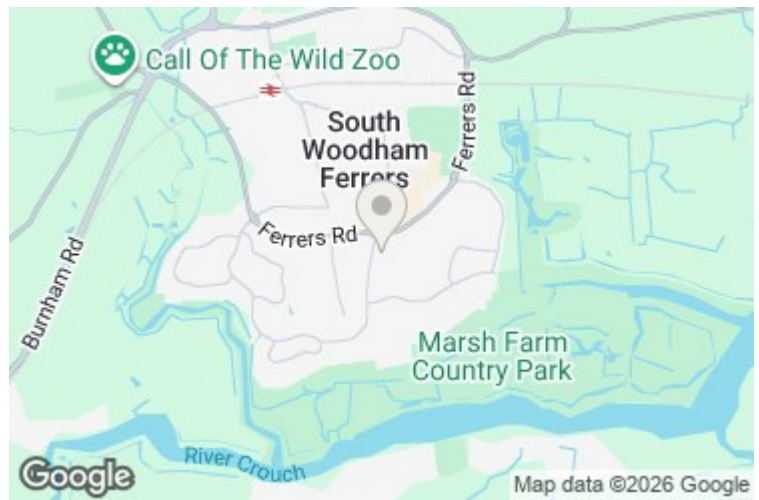 Call Of The Wild Zoo
South
Woodham
Ferrers
Ferrers Rd
Ferrers Rd
Burnham Rd
Marsh Farm
Country Park
River Crouch
Google
Map data ©2026 Google